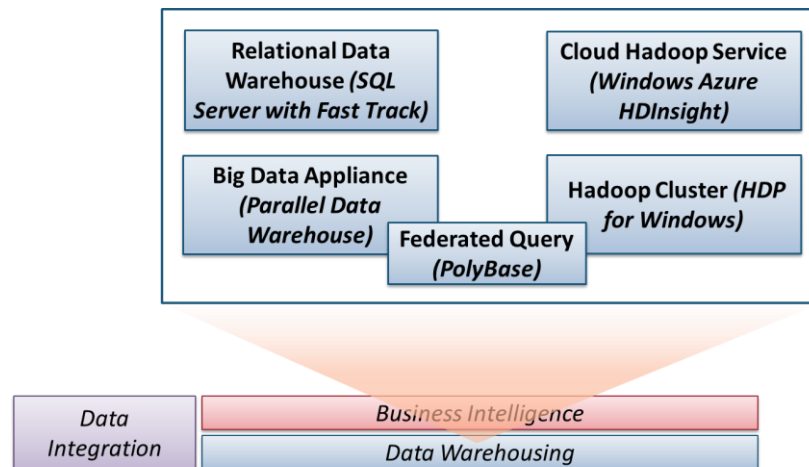 Relational Data
Warehouse (SQL
Server with Fast Track)
Cloud Hadoop Service
(Windows Azure
HDInsight)
Big Data Appliance
(Parallel Data
Warehouse)
Hadoop Cluster (HDP
for Windows)
Federated Query
(PolyBase)
Data
Integration
Business Intelligence
Data Warehousing